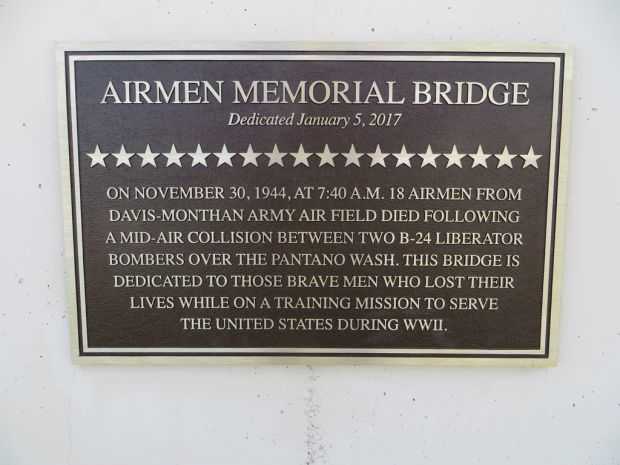 AIRMEN MEMORIAL BRIDGE
Dedicated January 5, 2017
ON NOVEMBER 30, 1944, AT 7:40 A.M. 18 AIRMEN FROM
DAVIS-MONTHAN ARMY AIR FIELD DIED FOLLOWING
A MID-AIR COLLISION BETWEEN TWO B-24 LIBERATOR
BOMBERS OVER THE PANTANO WASH. THIS BRIDGE IS
DEDICATED TO THOSE BRAVE MEN WHO LOST THEIR
LIVES WHILE ON A TRAINING MISSION TO SERVE
THE UNITED STATES DURING WWII.